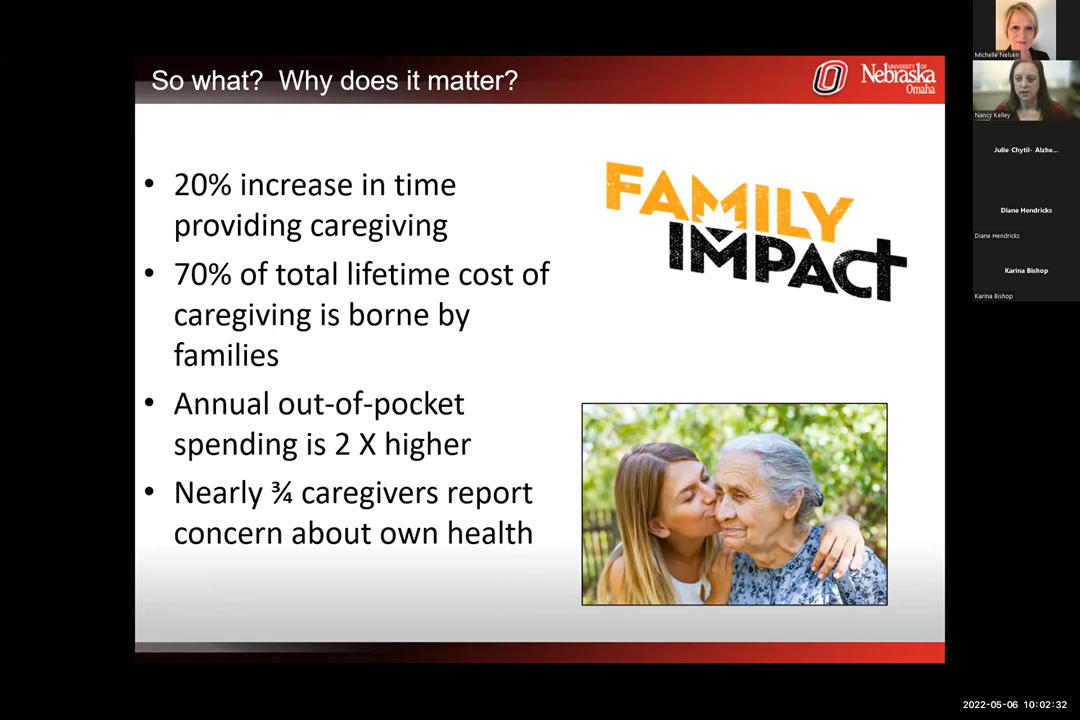 So what? Why does it matter?
UNIVERSITY OF
Nebraska
Omaha
• 20% increase in time
providing caregiving
• 70% of total lifetime cost of
caregiving is borne by
families
• Annual out-of-pocket
spending is 2 X higher
• Nearly ¾ caregivers report
concern about own health
FAMILY
IMPACT
Michelle Nelsen
Nancy Kelley
Julie Chytil- Alzhe...
Diane Hendricks
Diane Hendricks
Karina Bishop
Karina Bishop
2022-05-06 10:02:32